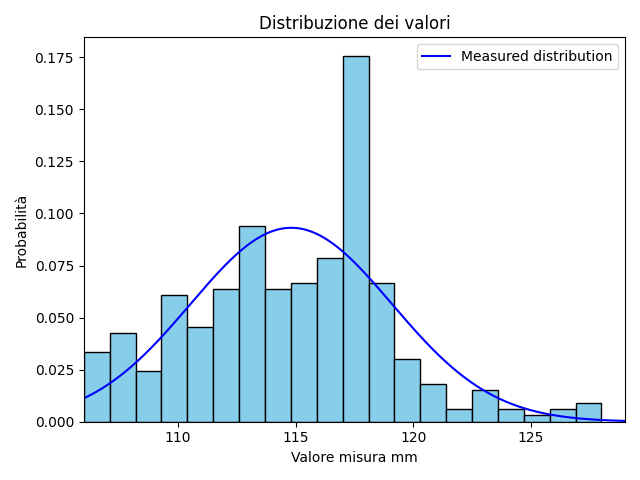 Distribuzione dei valori
Measured distribution
0.175
0.150
0.125
0.100
0.075
0.050
0.025
0.000
Probabilità
110 115 120 125
Valore misura mm